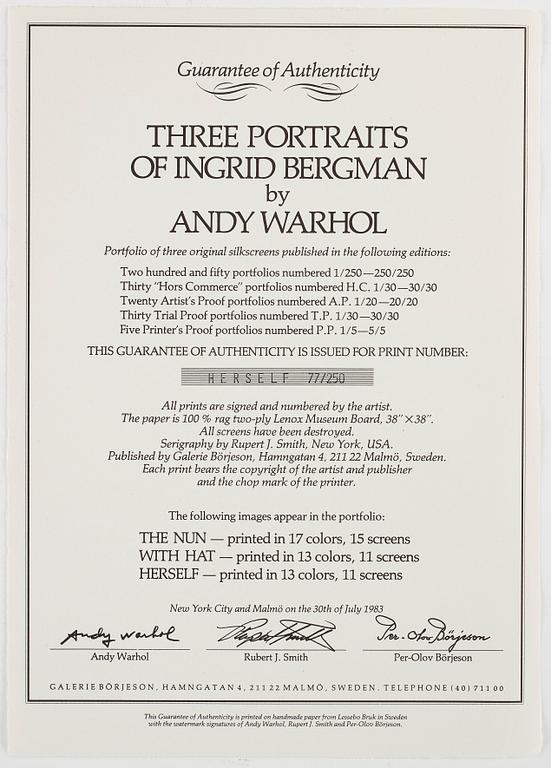 Guarantee of Authenticity
THREE PORTRAITS
OF INGRID BERGMAN
by
ANDY WARHOL
Portfolio of three original silkscreens published in the following editions:
Two hundred and fifty portfolios numbered 1/250—250/250
Thirty "Hors Commerce" portfolios numbered H.C. 1/30—30/30
Twenty Artist's Proof portfolios numbered A.P. 1/20—20/20
Thirty Trial Proof portfolios numbered T.P. 1/30—30/30
Five Printer's Proof portfolios numbered P.P. 1/5—5/5
THIS GUARANTEE OF AUTHENTICITY IS ISSUED FOR PRINT NUMBER:
HERSELF 77/250
All prints are signed and numbered by the artist.
The paper is 100 % rag two-ply Lenox Museum Board, 38" × 38".
All screens have been destroyed.
Serigraphy by Rupert J. Smith, New York, USA.
Published by Galerie Börjeson, Hamngatan 4, 211 22 Malmö, Sweden.
Each print bears the copyright of the artist and publisher
and the chop mark of the printer.
The following images appear in the portfolio:
THE NUN — printed in 17 colors, 15 screens
WITH HAT — printed in 13 colors, 11 screens
HERSELF — printed in 13 colors, 11 screens
New York City and Malmö on the 30th of July 1983
Andy Warhol Rupert J Smith Per-Olov Börjeson
Andy Warhol Rubert J. Smith Per-Olov Börjeson
GALERIE BÖRJESON, HAMNGATAN 4, 211 22 MALMÖ, SWEDEN. TELEPHONE (40) 711 00
This Guarantee of Authenticity is printed on handmade paper from Lessebo Bruk in Sweden
with the watermark signatures of Andy Warhol, Rupert J. Smith and Per-Olov Börjeson.